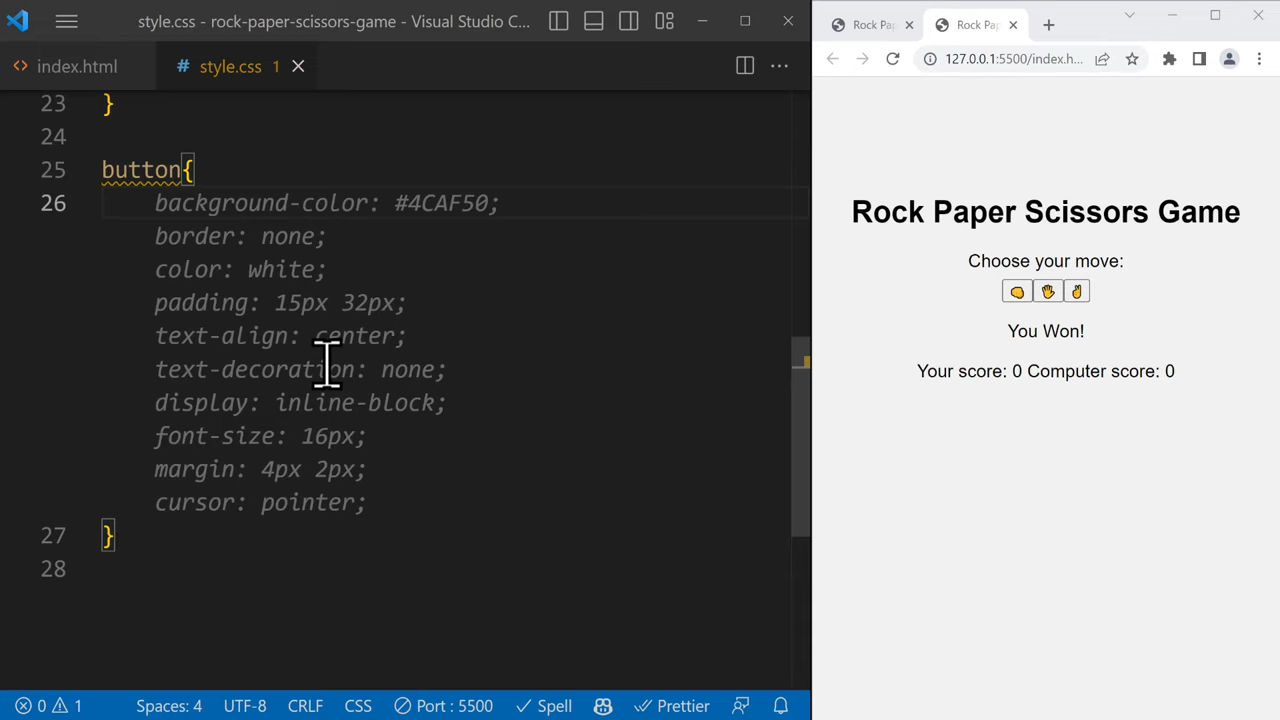 style.css - rock-paper-scissors-game - Visual Studio C...
index.html
# style.css 1
23 }
24
25 button{
26 background-color: #4CAF50;
border: none;
color: white;
padding: 15px 32px;
text-align: center;
text-decoration: none;
display: inline-block;
font-size: 16px;
margin: 4px 2px;
cursor: pointer;
27 }
28
0 1 Spaces: 4 UTF-8 CRLF CSS Port : 5500 Spell Prettier
Rock Pap Rock Pap
127.0.0.1:5500/index.h...
Rock Paper Scissors Game
Choose your move:
You Won!
Your score: 0 Computer score: 0